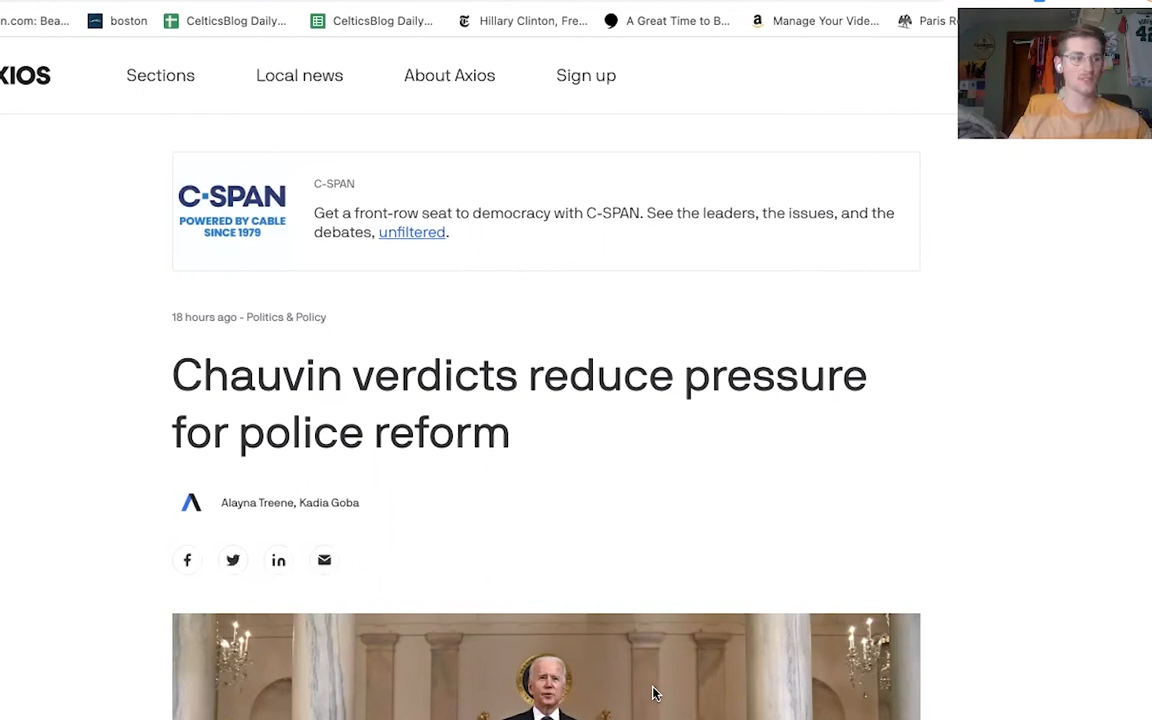 n.com: Bea... boston CelticsBlog Daily... CelticsBlog Daily... Hillary Clinton, Fre... A Great Time to B... Manage Your Vide... Paris R
XIOS Sections Local news About Axios Sign up
C-SPAN
POWERED BY CABLE
SINCE 1979
C-SPAN
Get a front-row seat to democracy with C-SPAN. See the leaders, the issues, and the
debates, unfiltered.
18 hours ago - Politics & Policy
Chauvin verdicts reduce pressure
for police reform
Alayna Treene, Kadia Goba